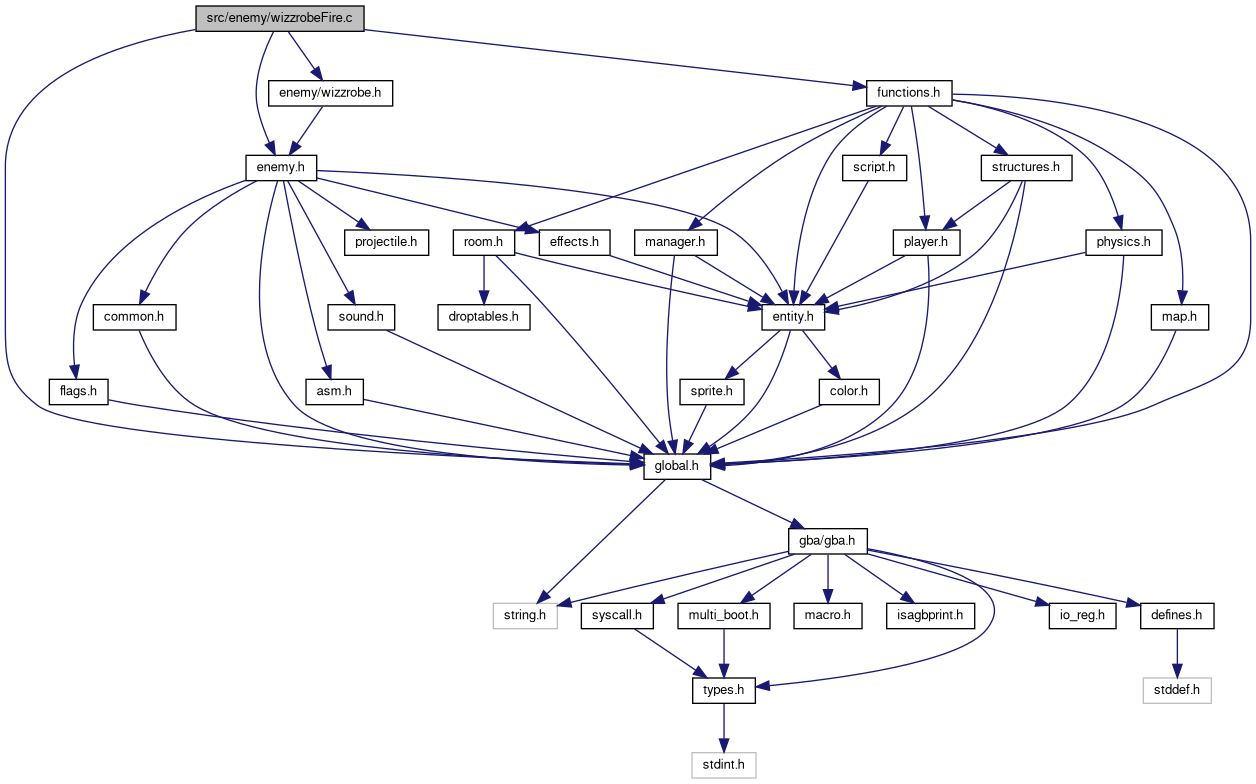 src/enemy/wizzrobeFire.c
enemy/wizzrobe.h
functions.h
enemy.h
script.h
structures.h
projectile.h
room.h
effects.h
manager.h
player.h
physics.h
common.h
sound.h
droptables.h
entity.h
map.h
flags.h
asm.h
sprite.h
color.h
global.h
gba/gba.h
string.h
syscall.h
multi_boot.h
macro.h
isagbprint.h
io_reg.h
defines.h
types.h
stddef.h
stdint.h